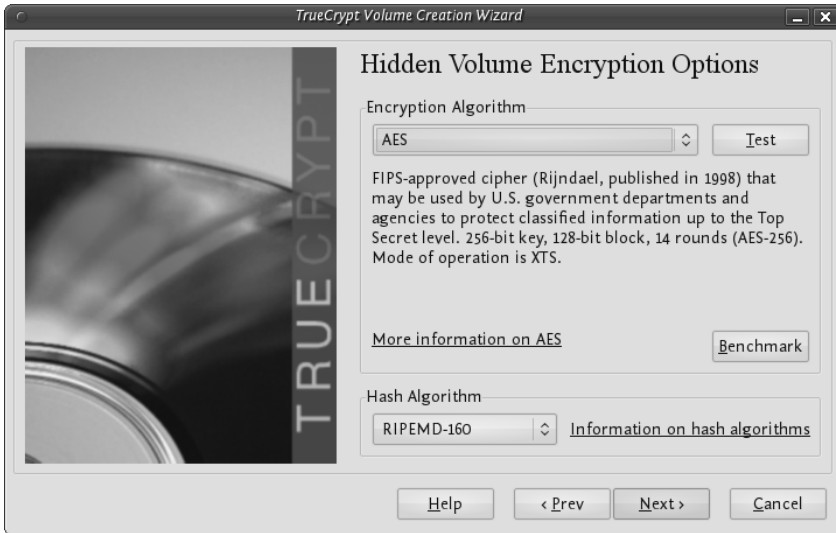 TrueCrypt Volume Creation Wizard
TRUECRYPT
Hidden Volume Encryption Options
Encryption Algorithm
AES
Test
FIPS-approved cipher (Rijndael, published in 1998) that
may be used by U.S. government departments and
agencies to protect classified information up to the Top
Secret level. 256-bit key, 128-bit block, 14 rounds (AES-256).
Mode of operation is XTS.
More information on AES
Benchmark
Hash Algorithm
RIPEMD-160
Information on hash algorithms
Help
< Prev
Next >
Cancel